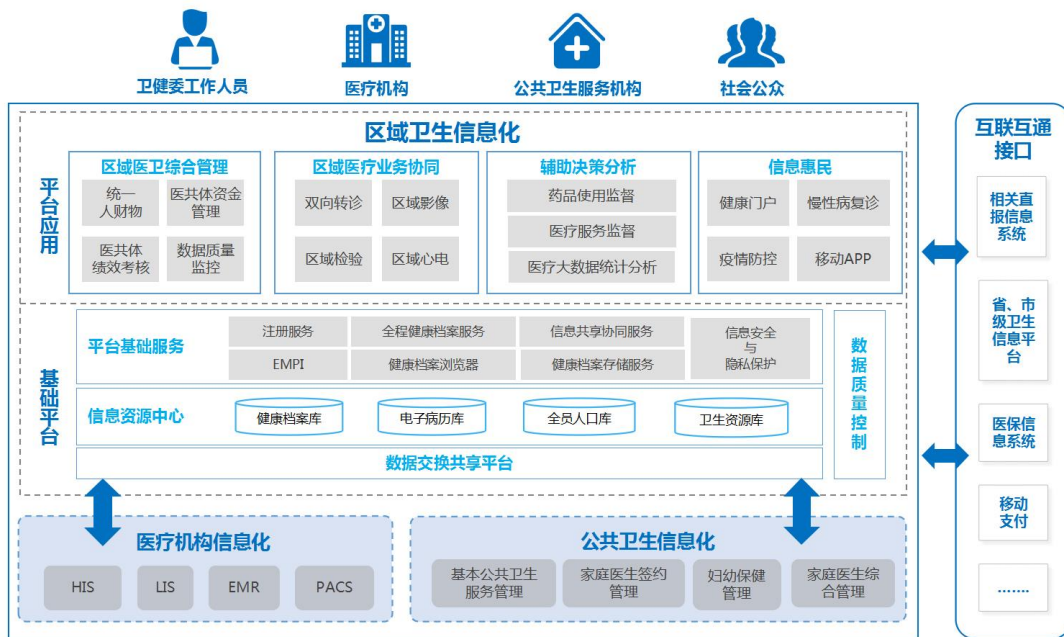 卫健委工作人员
医疗机构
公共卫生服务机构
社会公众
区域卫生信息化
平台应用
区域医卫综合管理
统一
人财物
医共体资金
管理
医共体
绩效考核
数据质量
监控
区域医疗业务协同
双向转诊
区域影像
区域检验
区域心电
辅助决策分析
药品使用监督
医疗服务监督
医疗大数据统计分析
信息惠民
健康门户
慢性病复诊
疫情防控
移动APP
基础平台
平台基础服务
注册服务
全程健康档案服务
信息共享协同服务
EMPI
健康档案浏览器
健康档案存储服务
信息安全
与
隐私保护
信息资源中心
健康档案库
电子病历库
全员人口库
卫生资源库
数据交换共享平台
数据质量控制
医疗机构信息化
HIS
LIS
EMR
PACS
公共卫生信息化
基本公共卫生
服务管理
家庭医生签约
管理
妇幼保健
管理
家庭医生综
合管理
互联互通
接口
相关直
报信息
系统
省、市
级卫生
信息平
台
医保信
息系统
移动
支付
.......